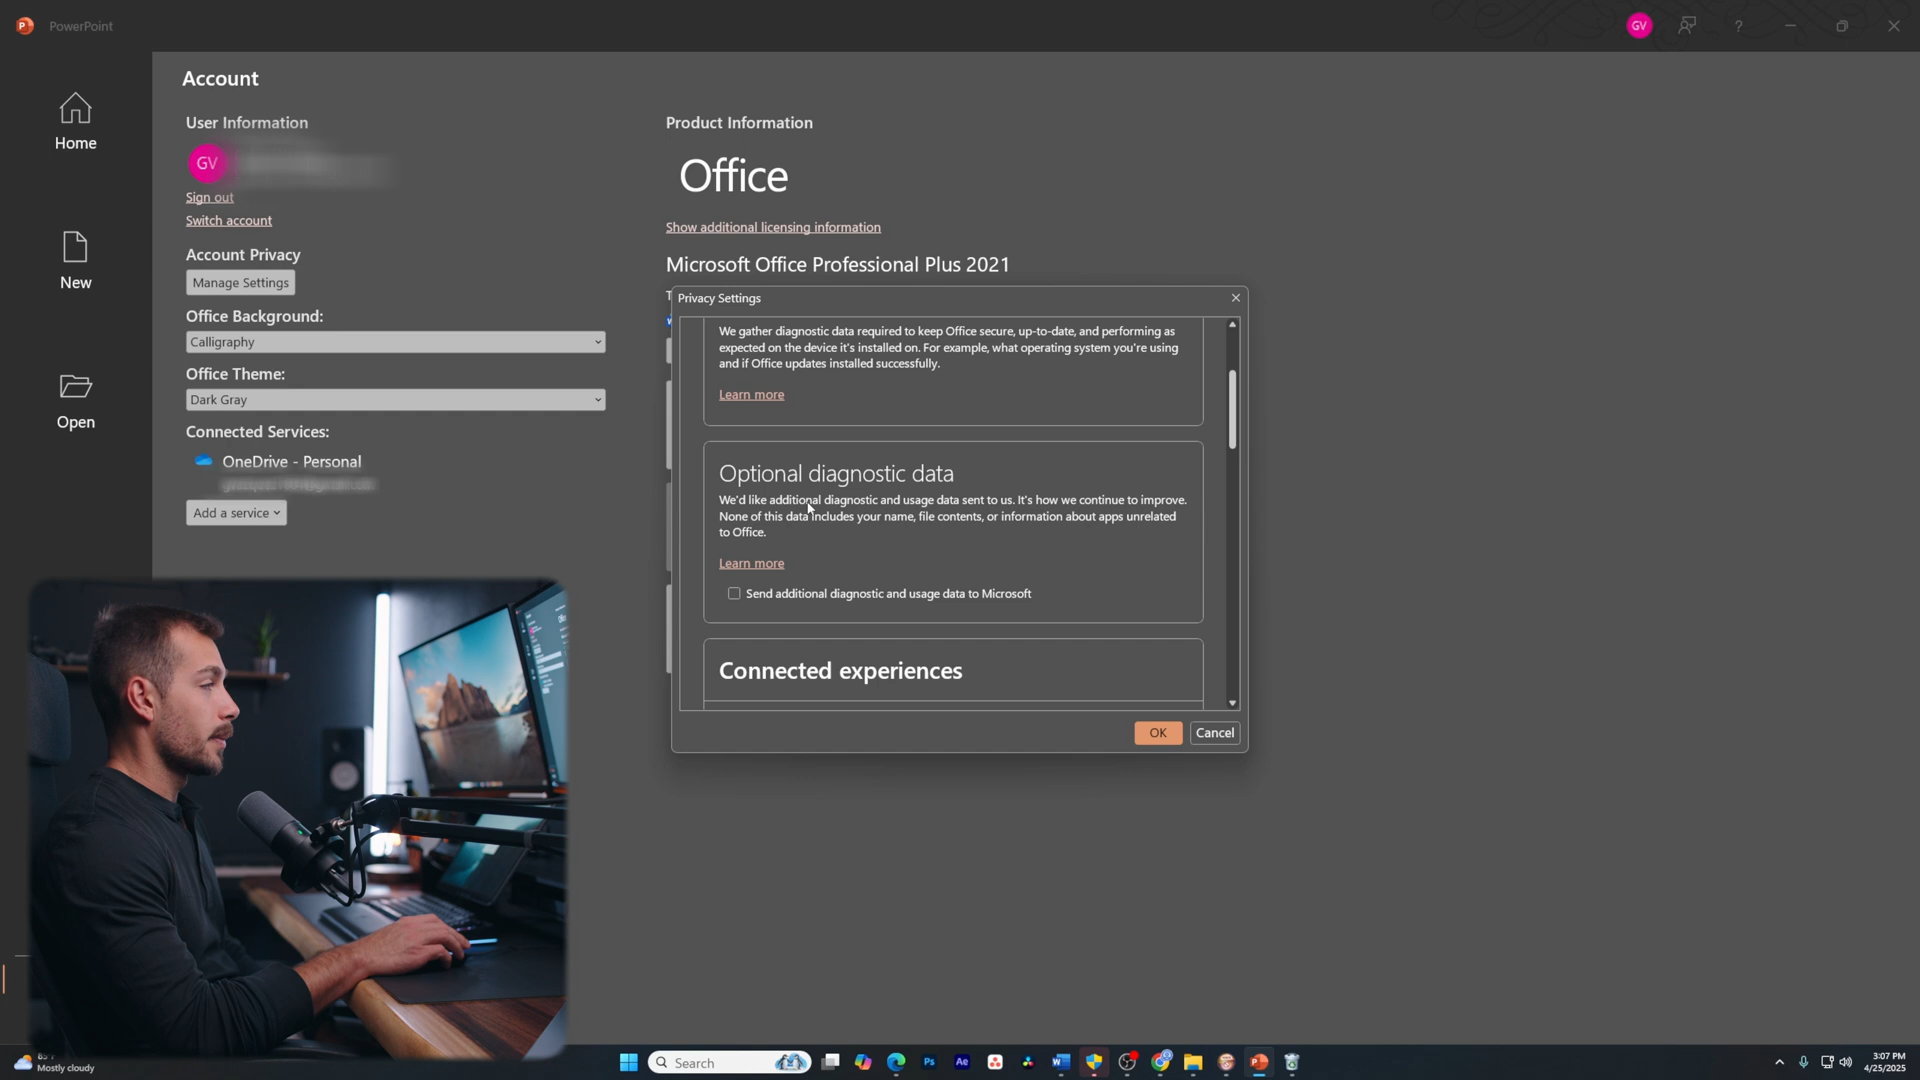 PowerPoint
GV
?
Home
New
Open
Account
User Information
GV
Sign out
Switch account
Account Privacy
Manage Settings
Office Background:
Calligraphy
Office Theme:
Dark Gray
Connected Services:
OneDrive - Personal
Add a service
Product Information
Office
Show additional licensing information
Microsoft Office Professional Plus 2021
Privacy Settings
We gather diagnostic data required to keep Office secure, up-to-date, and performing as
expected on the device it's installed on. For example, what operating system you're using
and if Office updates installed successfully.
Learn more
Optional diagnostic data
We'd like additional diagnostic and usage data sent to us. It's how we continue to improve.
None of this data includes your name, file contents, or information about apps unrelated
to Office.
Learn more
Send additional diagnostic and usage data to Microsoft
Connected experiences
OK
Cancel
Mostly cloudy
Search
Ps
Ae
3:07 PM
4/25/2025